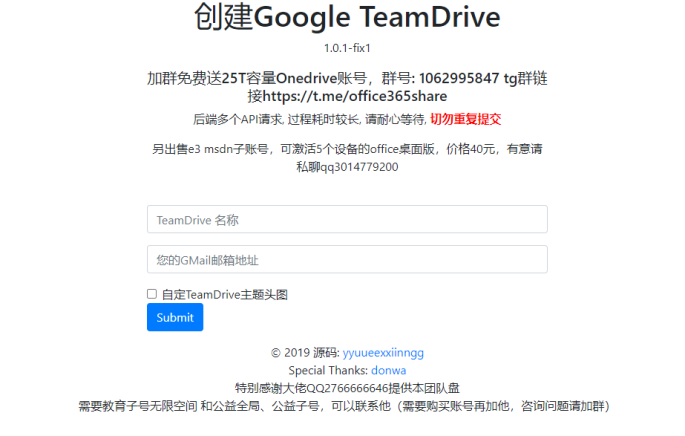 创建Google TeamDrive
1.0.1-fix1
加群免费送25T容量Onedrive账号，群号: 1062995847 tg群链
接https://t.me/office365share
后端多个API请求, 过程耗时较长, 请耐心等待, 切勿重复提交
另出售e3 msdn子账号，可激活5个设备的office桌面版，价格40元，有意请
私聊qq3014779200
TeamDrive 名称
您的GMail邮箱地址
自定TeamDrive主题头图
Submit
© 2019 源码: yyuueexxiinngg
Special Thanks: donwa
特别感谢大佬QQ2766666646提供本团队盘
需要教育子号无限空间 和公益全局、公益子号，可以联系他（需要购买账号再加他，咨询问题请加群）